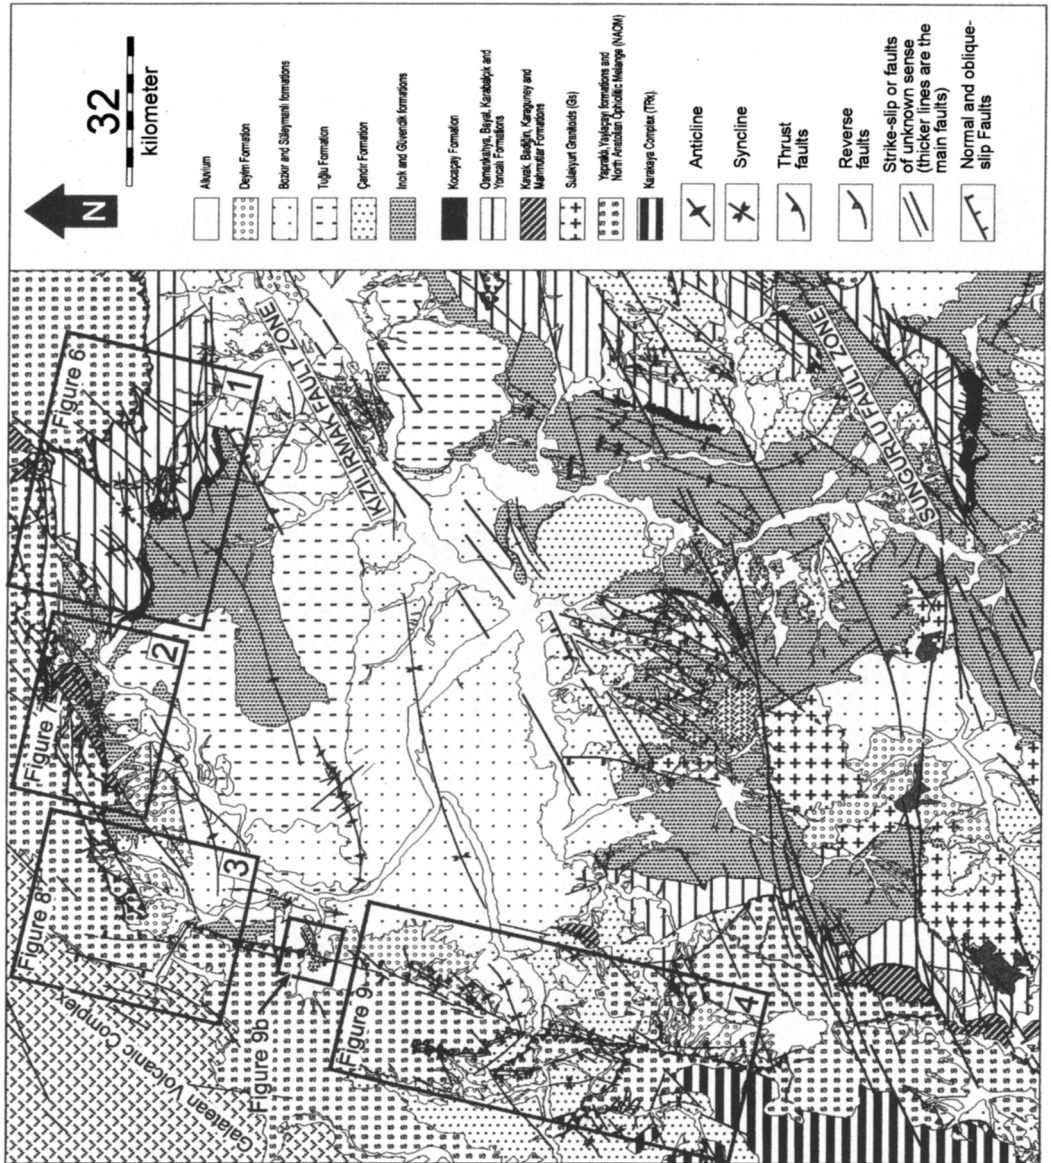 32
kilometer
N
Alluvium
Deyim Formation
Bozkır and Süleymanlı formations
Tuğlu Formation
Çandır Formation
İncik and Güvendik formations
Kocaçay Formation
Osmankahya, Bayat, Karabalçık and
Yoncalı Formations
Kavak, Badiğin, Karaguney and
Mahmutlar Formations
Sulakyurt Granitoids (Gs)
Yapraklı, Yaylaçayı formations and
North Anatolian Ophiolitic Melange (NAOM)
Karakaya Complex (TRk)
Anticline
Syncline
Thrust
faults
Reverse
faults
Strike-slip or faults
of unknown sense
(thicker lines are the
main faults)
Normal and oblique-
slip Faults
Figure 6
1
KIZILIRMAK FAULT ZONE
SUNGURLU FAULT ZONE
Figure 7
2
Figure 8
3
Galatean Volcanic Complex
Figure 9b
Figure 9
4